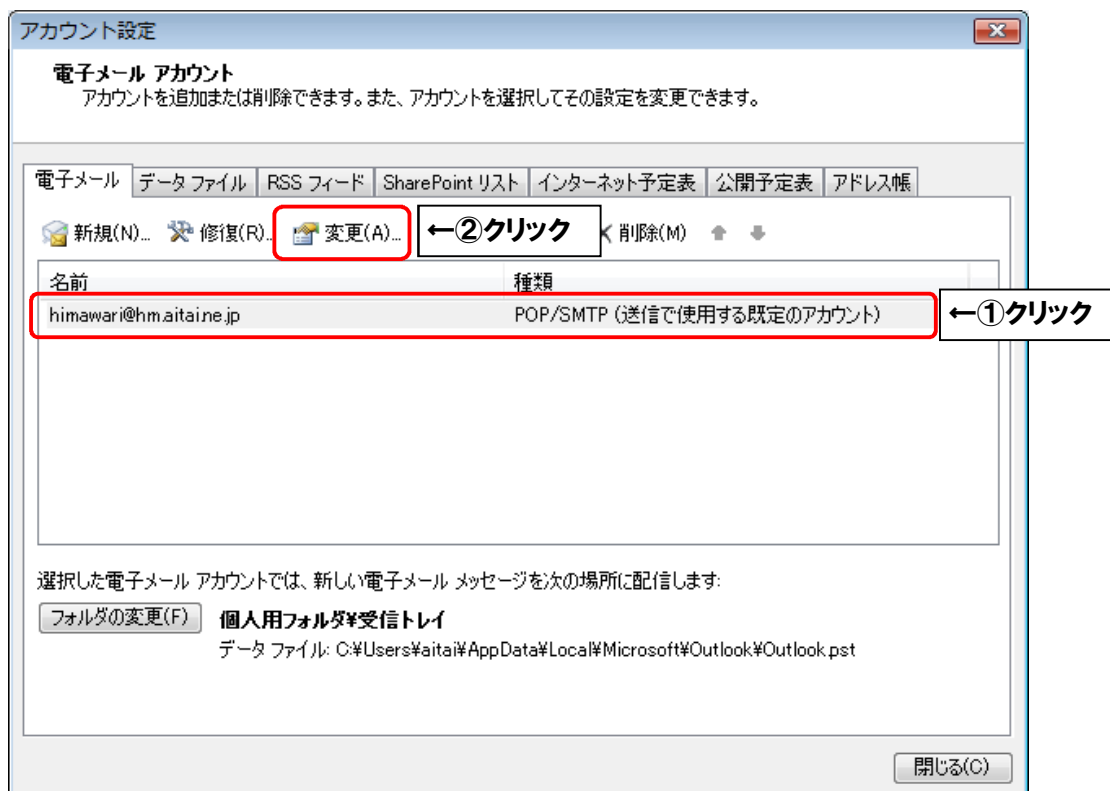 アカウント設定
電子メール アカウント
アカウントを追加または削除できます。また、アカウントを選択してその設定を変更できます。
電子メール データ ファイル RSS フィード SharePoint リスト インターネット予定表 公開予定表 アドレス帳
新規(N)... 修復(R).. 変更(A)... ←②クリック 削除(M)
名前 種類
himawari@hm.aitai.ne.jp POP/SMTP (送信で使用する既定のアカウント) ←①クリック
選択した電子メール アカウントでは、新しい電子メール メッセージを次の場所に配信します:
フォルダの変更(F) 個人用フォルダ¥受信トレイ
データ ファイル: C:¥Users¥aitai¥AppData¥Local¥Microsoft¥Outlook¥Outlook.pst
閉じる(C)